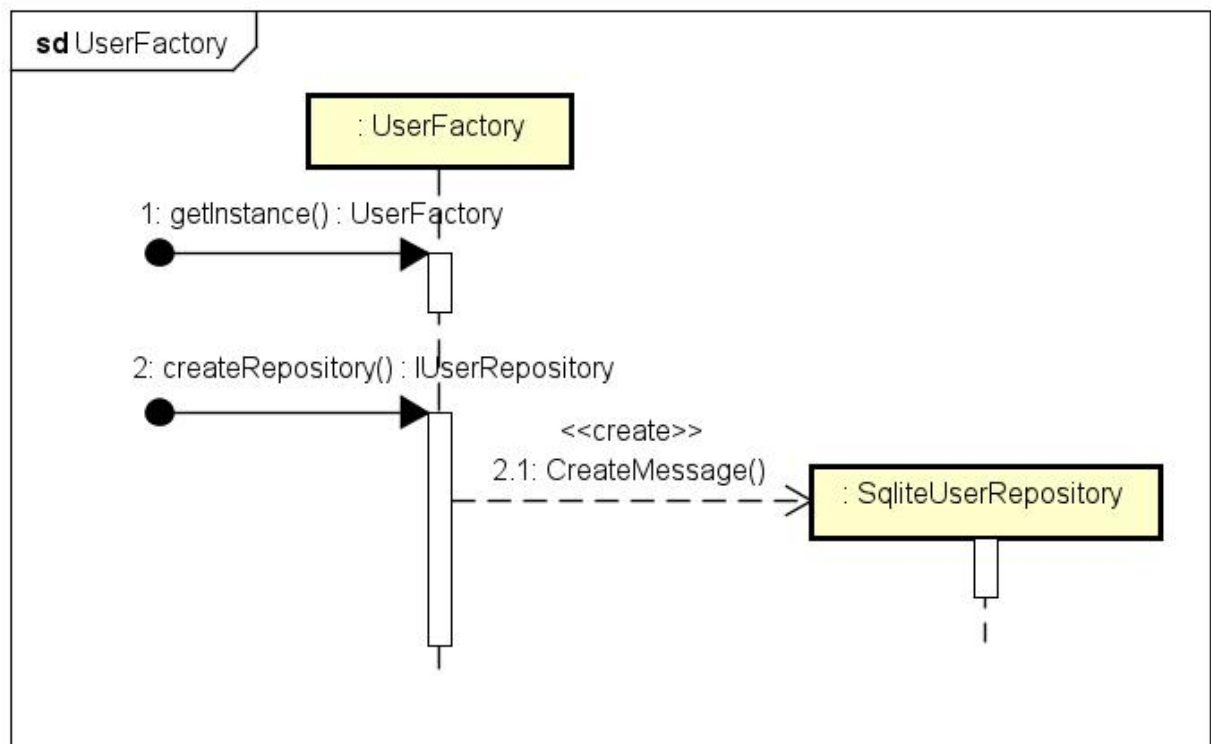 sd UserFactory
: UserFactory
1: getInstance() : UserFactory
2: createRepository() : IUserRepository
<<create>>
2.1: CreateMessage()
: SqliteUserRepository